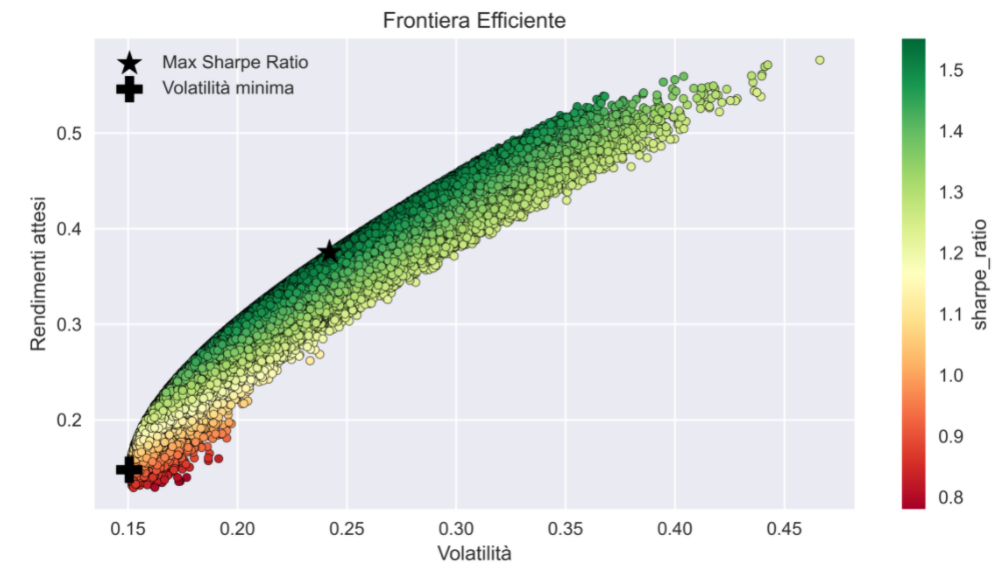 Frontiera Efficiente
Max Sharpe Ratio
Volatilità minima
Rendimenti attesi
0.5
0.4
0.3
0.2
0.15 0.20 0.25 0.30 0.35 0.40 0.45
Volatilità
1.5
1.4
1.3
1.2
1.1
1.0
0.9
0.8
sharpe_ratio